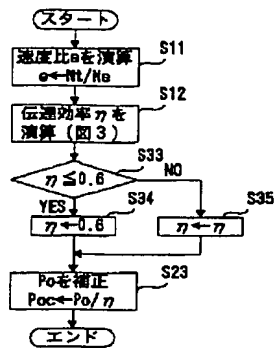 スタート
S11
速度比eを演算
e←Nt/Ne
S12
伝達効率ηを
演算（図3）
S33
η≦0.6
NO
YES
S34
S35
η←0.6
η←η
S23
Poを補正
Poc←Po/η
エンド